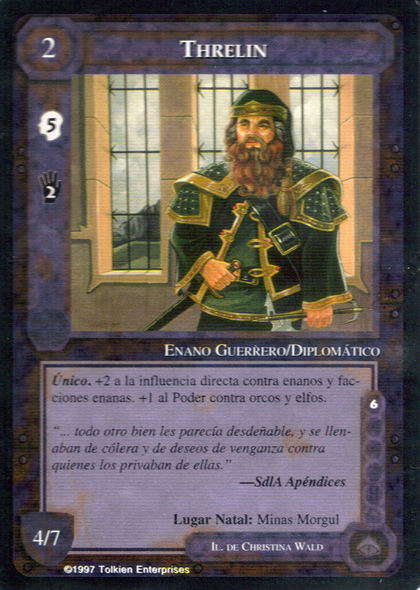 2
THRELIN
5
2
ENANO GUERRERO/DIPLOMÁTICO
Único. +2 a la influencia directa contra enanos y fac-
ciones enanas. +1 al Poder contra orcos y elfos.
6
“... todo otro bien les parecía desdeñable, y se llen-
aban de cólera y de deseos de venganza contra
quienes los privaban de ellas.”
—SdlA Apéndices
Lugar Natal: Minas Morgul
4/7
IL. DE CHRISTINA WALD
©1997 Tolkien Enterprises